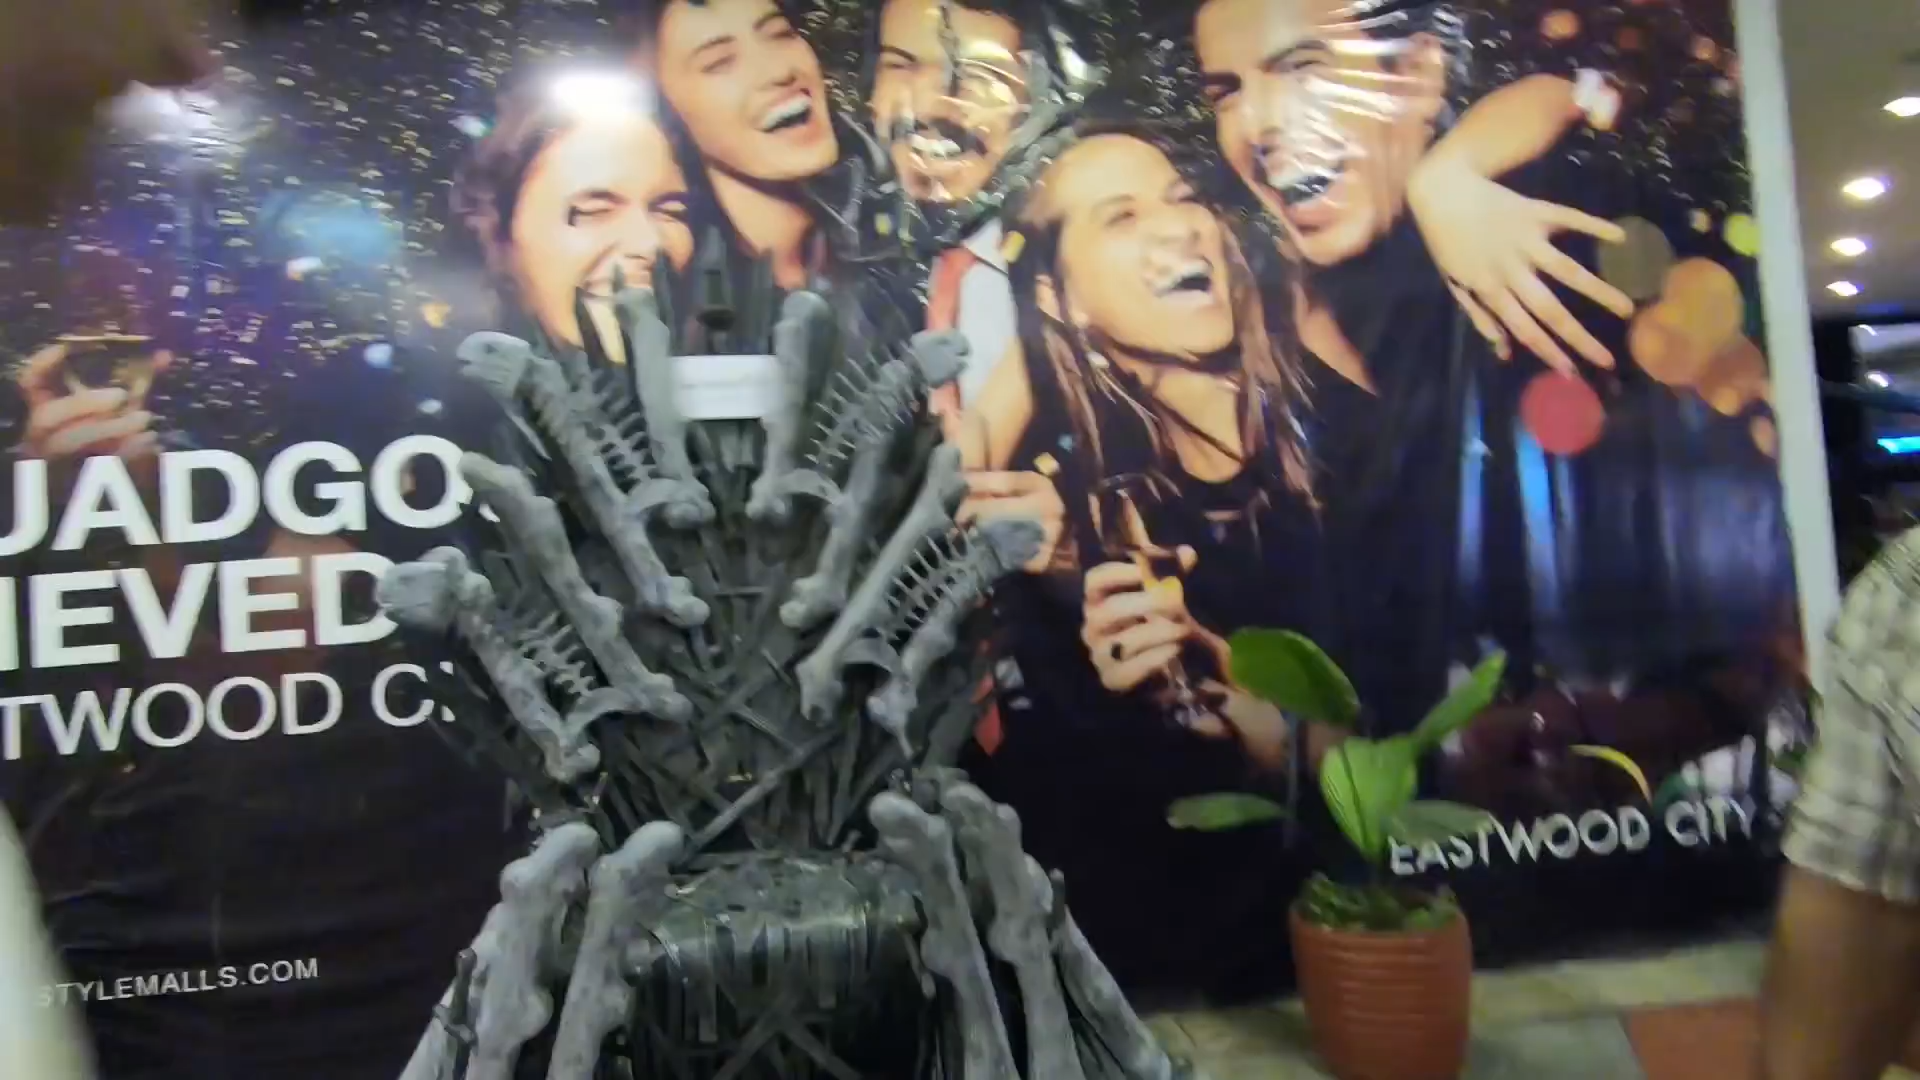 UADGO
IEVED
TWOOD C
STYLEMALLS.COM
EASTWOOD CITY